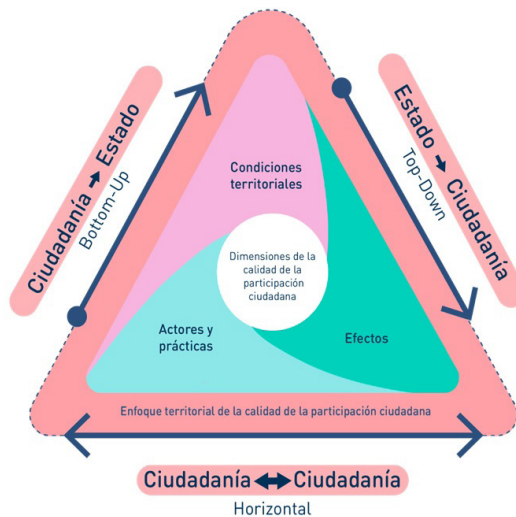 Ciudadanía → Estado
Bottom-Up
Estado → Ciudadanía
Top-Down
Condiciones
territoriales
Dimensiones de la
calidad de la
participación
ciudadana
Actores y
prácticas
Efectos
Enfoque territorial de la calidad de la participación ciudadana
Ciudadanía ↔ Ciudadanía
Horizontal